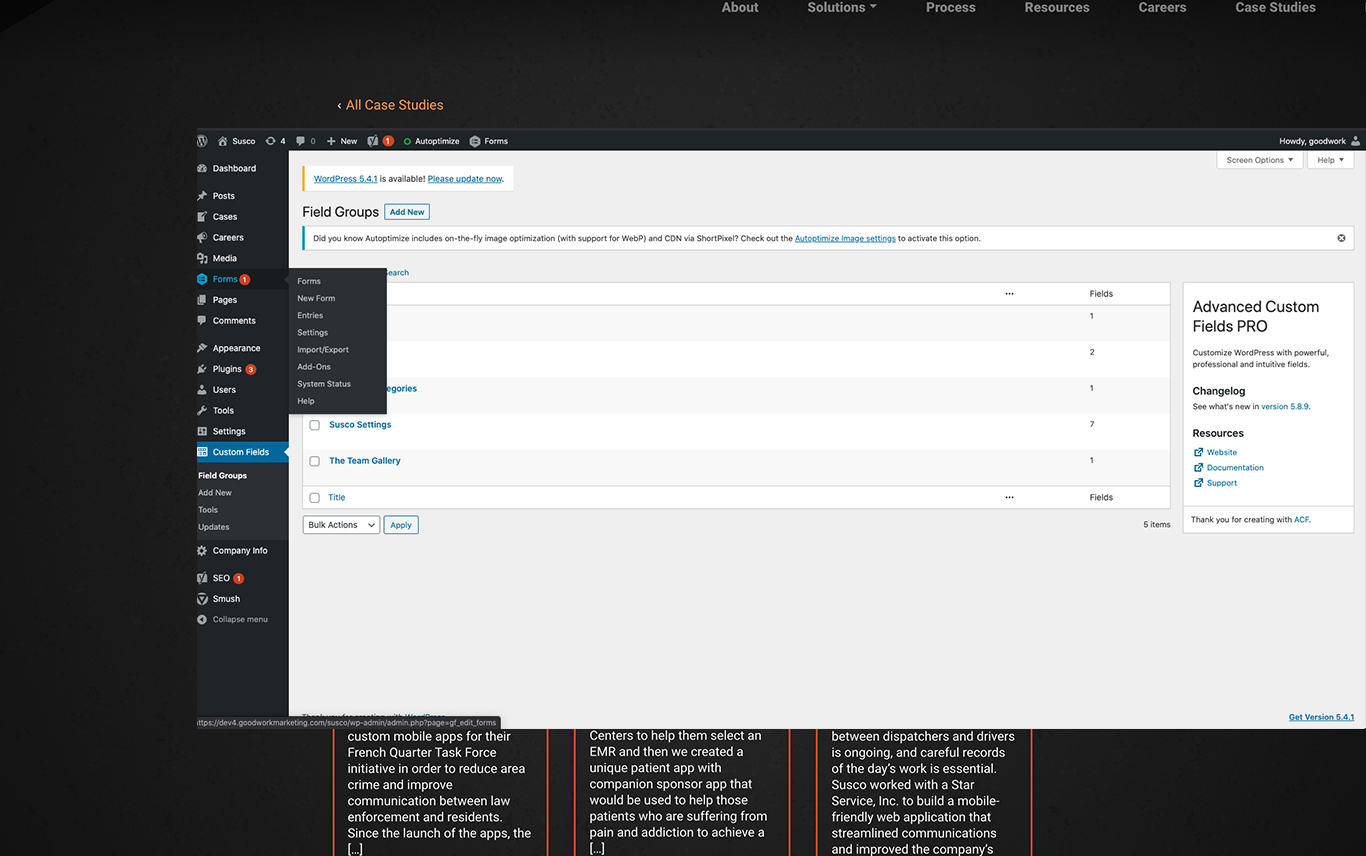 About Solutions Process Resources Careers Case Studies
‹ All Case Studies
Susco 4 0 New 1 Autoptimize Forms Howdy, goodwork
Screen Options Help
Dashboard
Posts
Cases
Careers
Media
Forms 1
Pages
Comments
Appearance
Plugins 3
Users
Tools
Settings
Custom Fields
Field Groups
Add New
Tools
Updates
Company Info
SEO 1
Smush
Collapse menu
Forms
New Form
Entries
Settings
Import/Export
Add-Ons
System Status
Help
WordPress 5.4.1 is available! Please update now.
Field Groups Add New
Did you know Autoptimize includes on-the-fly image optimization (with support for WebP) and CDN via ShortPixel? Check out the Autoptimize Image settings to activate this option.
earch
... Fields
1
2
egories 1
Susco Settings 7
The Team Gallery 1
Title ... Fields
Bulk Actions Apply 5 items
Advanced Custom
Fields PRO
Customize WordPress with powerful,
professional and intuitive fields.
Changelog
See what's new in version 5.8.9.
Resources
Website
Documentation
Support
Thank you for creating with ACF.
Thank you for creating with WordPress.
Get Version 5.4.1
ttps://dev4.goodworkmarketing.com/susco/wp-admin/admin.php?page=gf_edit_forms
custom mobile apps for their
French Quarter Task Force
initiative in order to reduce area
crime and improve
communication between law
enforcement and residents.
Since the launch of the apps, the
[...]
Centers to help them select an
EMR and then we created a
unique patient app with
companion sponsor app that
would be used to help those
patients who are suffering from
pain and addiction to achieve a
[...]
between dispatchers and drivers
is ongoing, and careful records
of the day's work is essential.
Susco worked with a Star
Service, Inc. to build a mobile-
friendly web application that
streamlined communications
and improved the company's